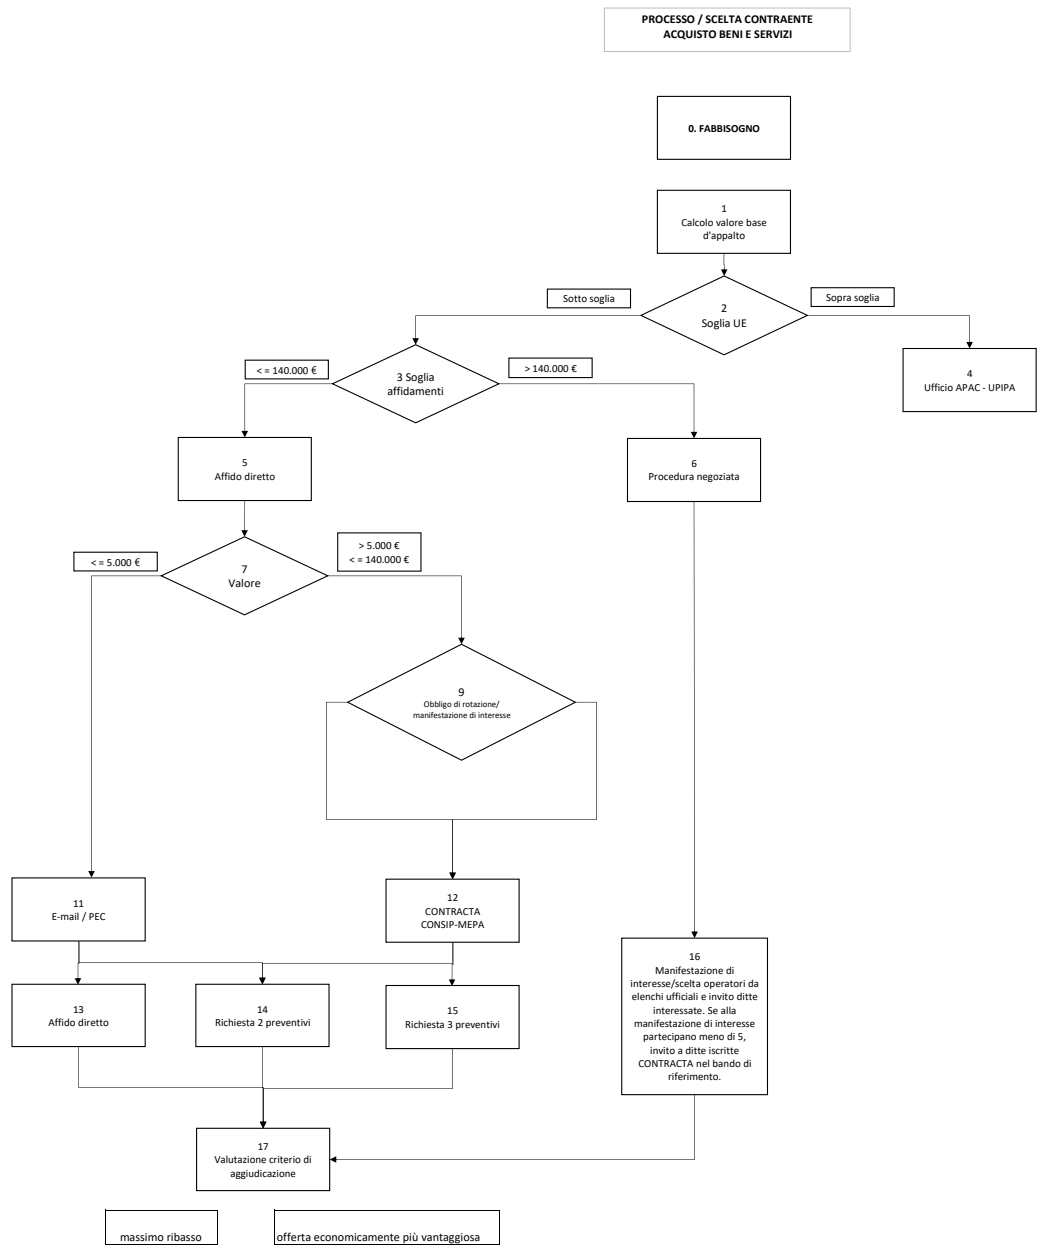 PROCESSO / SCELTA CONTRAENTE
ACQUISTO BENI E SERVIZI
0. FABBISOGNO
1
Calcolo valore base
d'appalto
Sotto soglia
Sopra soglia
2
Soglia UE
< = 140.000 €
3 Soglia
affidamenti
> 140.000 €
4
Ufficio APAC - UPIPA
5
Affido diretto
6
Procedura negoziata
< = 5.000 €
7
Valore
> 5.000 €
< = 140.000 €
9
Obbligo di rotazione/
manifestazione di interesse
11
E-mail / PEC
12
CONTRACTA
CONSIP-MEPA
13
Affido diretto
14
Richiesta 2 preventivi
15
Richiesta 3 preventivi
16
Manifestazione di
interesse/scelta operatori da
elenchi ufficiali e invito ditte
interessate. Se alla
manifestazione di interesse
partecipano meno di 5,
invito a ditte iscritte
CONTRACTA nel bando di
riferimento.
17
Valutazione criterio di
aggiudicazione
massimo ribasso
offerta economicamente più vantaggiosa